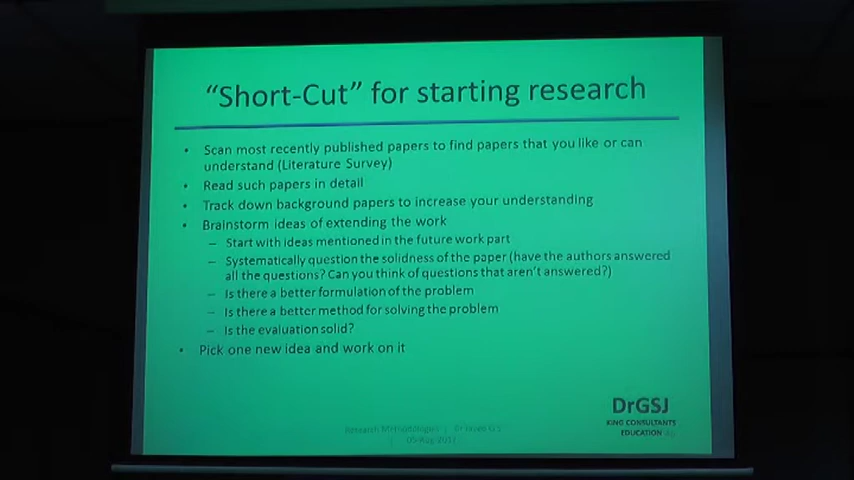 "Short-Cut" for starting research
• Scan most recently published papers to find papers that you like or can
understand (Literature Survey)
• Read such papers in detail
• Track down background papers to increase your understanding
• Brainstorm ideas of extending the work
– Start with ideas mentioned in the future work part
– Systematically question the solidness of the paper (have the authors answered
all the questions? Can you think of questions that aren't answered?)
– Is there a better formulation of the problem
– Is there a better method for solving the problem
– Is the evaluation solid?
• Pick one new idea and work on it
DrGSJ
KING CONSULTANTS
EDUCATION
Research Methodologies |
| 05-Aug-2017